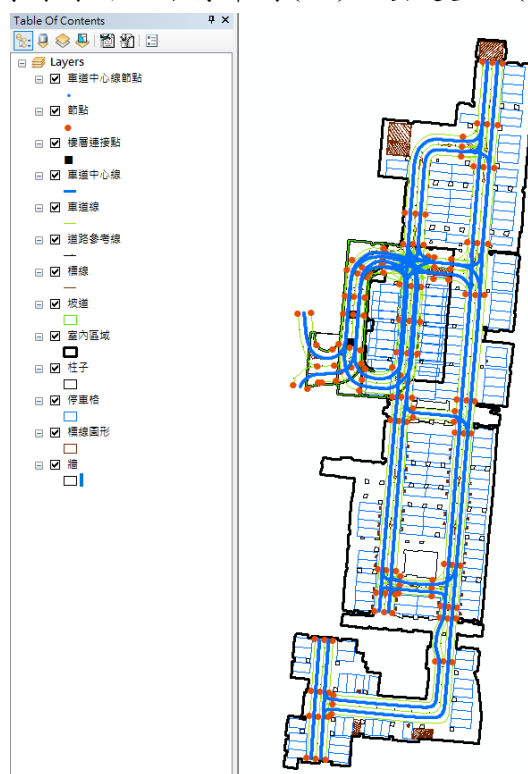 Table Of Contents
Layers
車道中心線節點
節點
樓層連接點
車道中心線
車道線
道路參考線
標線
坡道
室內區域
柱子
停車格
標線圖形
牆